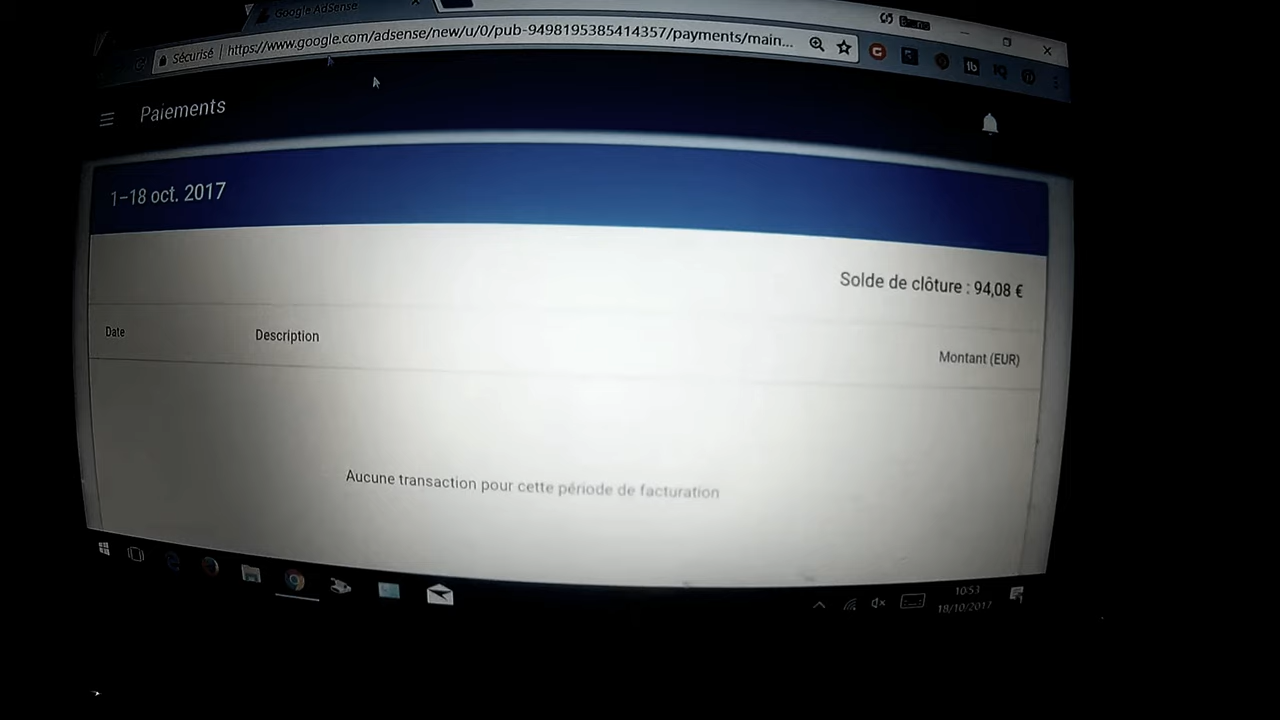 Google AdSense
Sécurisé | https://www.google.com/adsense/new/u/0/pub-9498195385414357/payments/main...
Paiements
1–18 oct. 2017
Solde de clôture : 94,08 €
Date Description Montant (EUR)
Aucune transaction pour cette période de facturation
10:53
18/10/2017